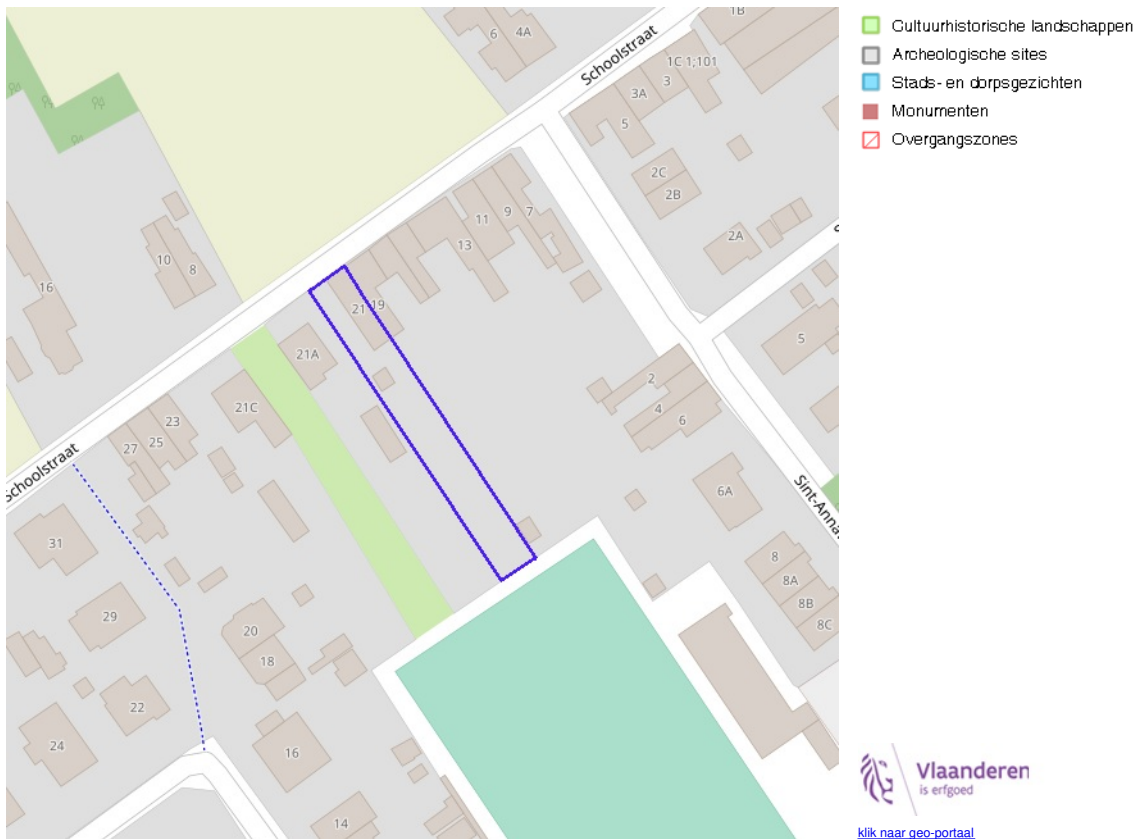 6
4A
Schoolstraat
1B
1C 1;101
3A
3
5
2C
2B
2A
11
9
7
13
10
8
16
21
19
21A
21C
5
2
4
6
23
25
27
Schoolstraat
6A
Sint-Anna
31
8
8A
8B
8C
29
20
18
22
24
16
14
Cultuurhistorische landschappen
Archeologische sites
Stads- en dorpsgezichten
Monumenten
Overgangszones
Vlaanderen
is erfgoed
klik naar geo-portaal